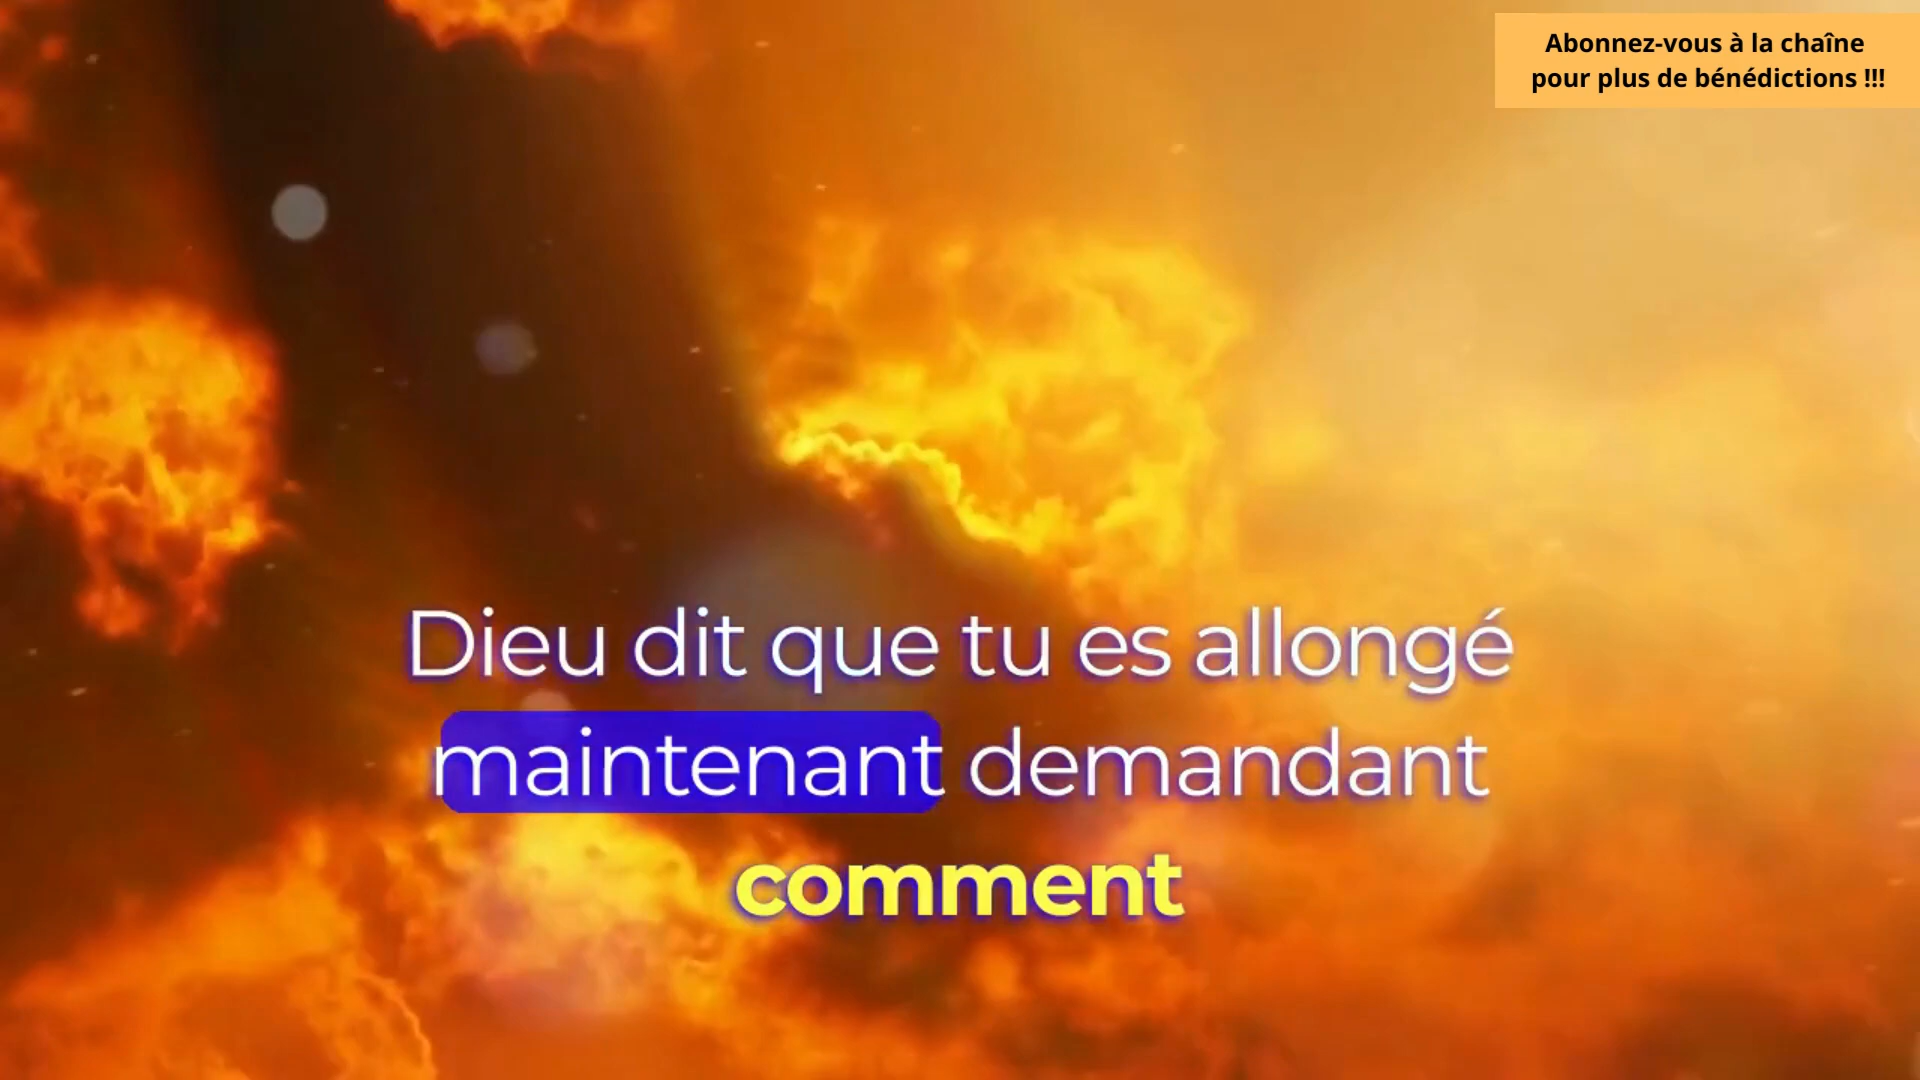 Abonnez-vous à la chaîne
pour plus de bénédictions !!!
Dieu dit que tu es allongé
maintenant demandant
comment